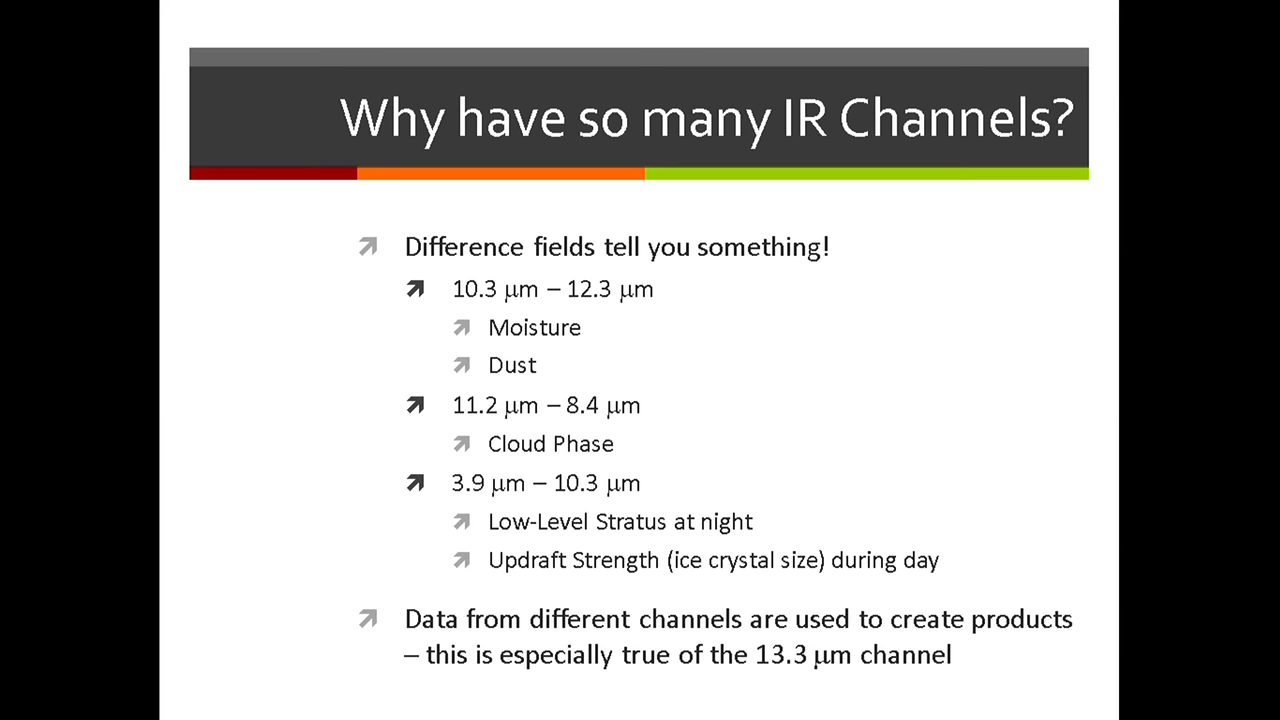 Why have so many IR Channels?
Difference fields tell you something!
10.3 μm – 12.3 μm
Moisture
Dust
11.2 μm – 8.4 μm
Cloud Phase
3.9 μm – 10.3 μm
Low-Level Stratus at night
Updraft Strength (ice crystal size) during day
Data from different channels are used to create products
– this is especially true of the 13.3 μm channel